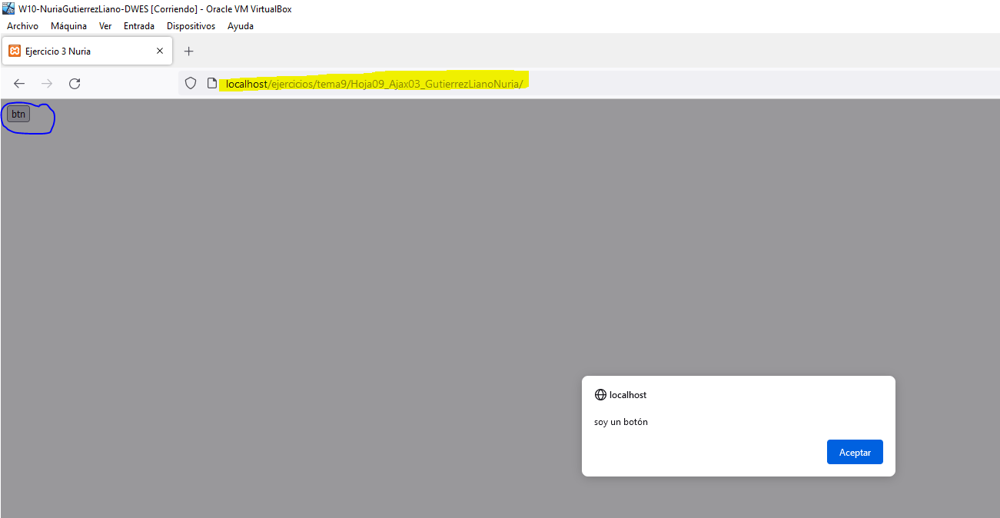 W10-NuriaGutierrezLiano-DWES [Corriendo] - Oracle VM VirtualBox
Archivo Máquina Ver Entrada Dispositivos Ayuda
Ejercicio 3 Nuria
localhost/ejercicios/tema9/Hoja09_Ajax03_GutierrezLianoNuria/
btn
localhost
soy un botón
Aceptar